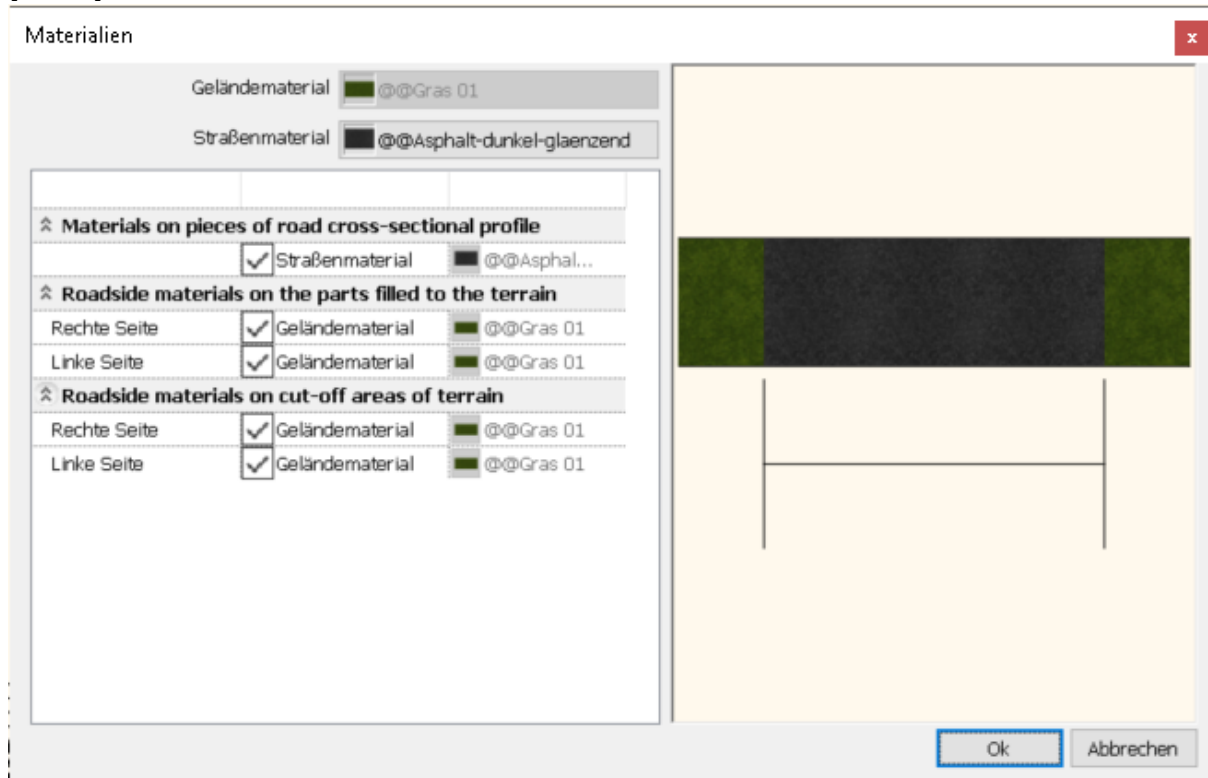 Materialien
x
Geländematerial @@Gras 01
Straßenmaterial @@Asphalt-dunkel-glaenzend
Materials on pieces of road cross-sectional profile
Straßenmaterial @@Asphal...
Roadside materials on the parts filled to the terrain
Rechte Seite Geländematerial @@Gras 01
Linke Seite Geländematerial @@Gras 01
Roadside materials on cut-off areas of terrain
Rechte Seite Geländematerial @@Gras 01
Linke Seite Geländematerial @@Gras 01
Ok Abbrechen